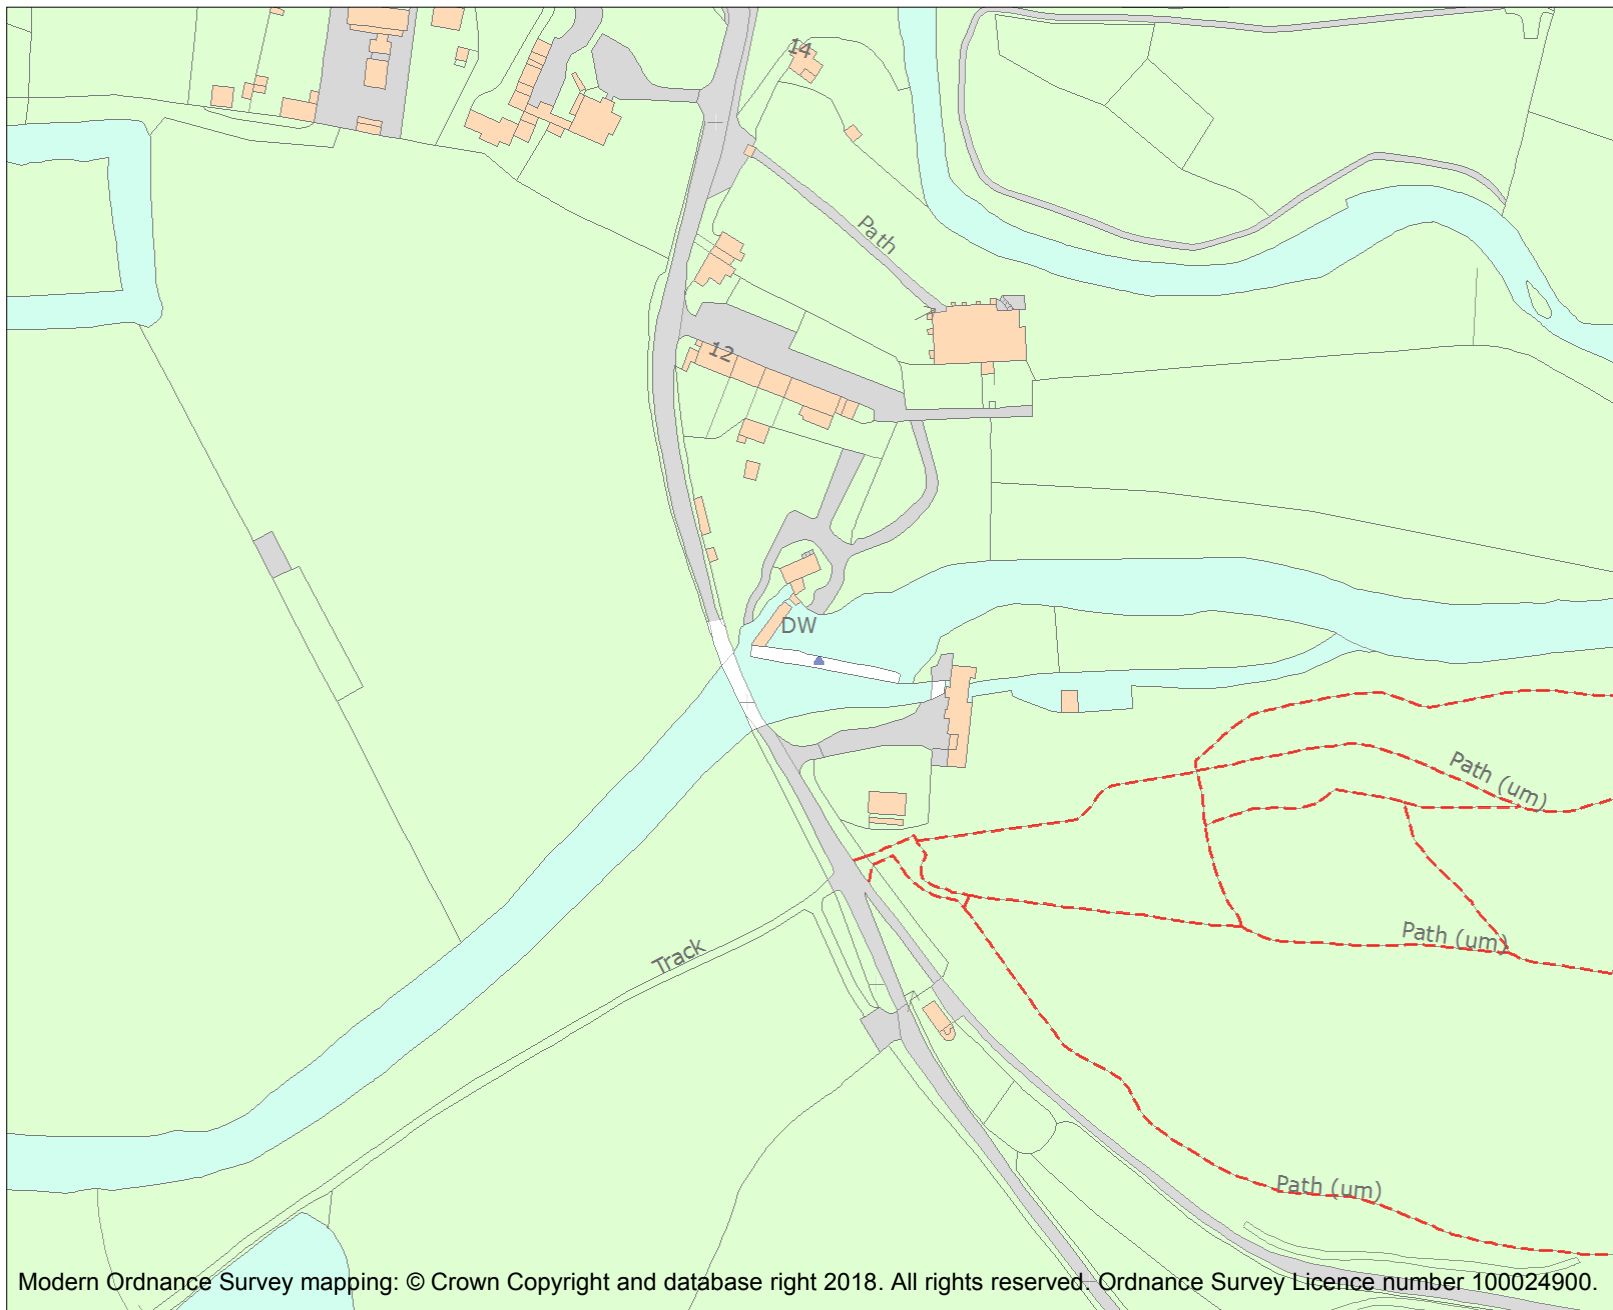 14
Path
12
DW
Path (um)
Path (um)
Track
Path (um)
Modern Ordnance Survey mapping: © Crown Copyright and database right 2018. All rights reserved. Ordnance Survey Licence number 100024900.